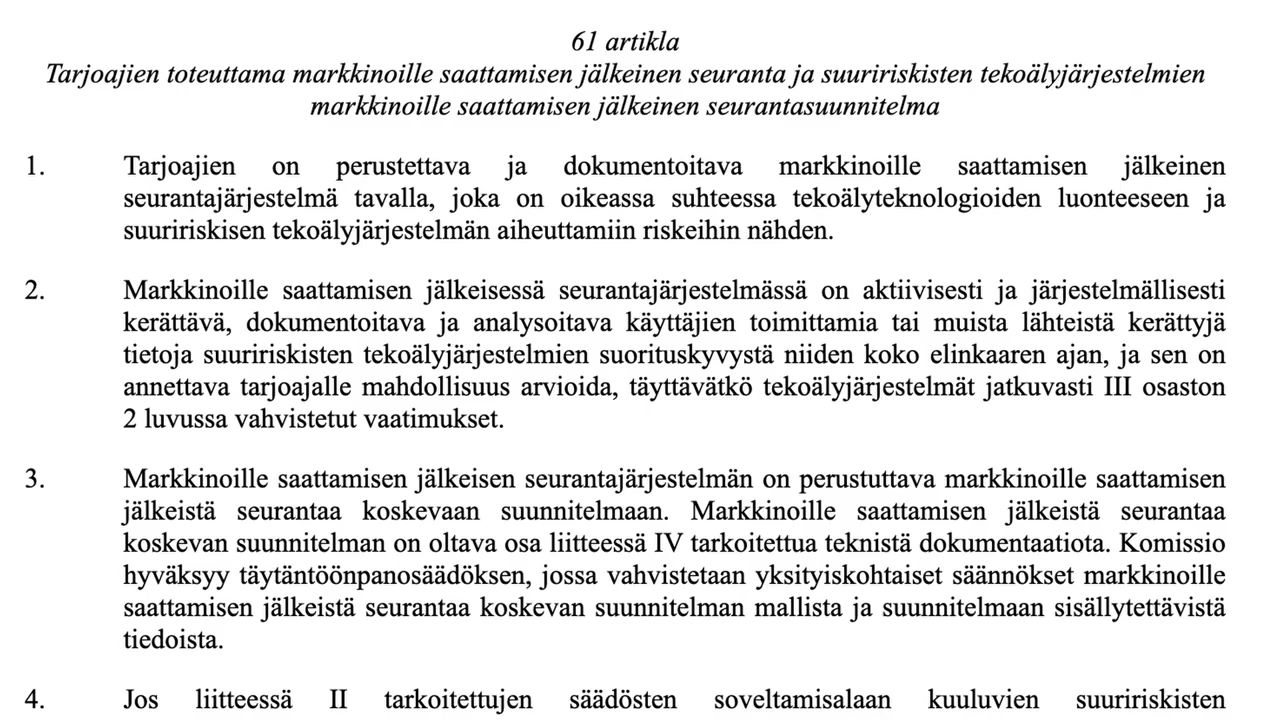 61 artikla
Tarjoajien toteuttama markkinoille saattamisen jälkeinen seuranta ja suuririskisten tekoälyjärjestelmien
markkinoille saattamisen jälkeinen seurantasuunnitelma
1. Tarjoajien on perustettava ja dokumentoitava markkinoille saattamisen jälkeinen
seurantajärjestelmä tavalla, joka on oikeassa suhteessa tekoälyteknologioiden luonteeseen ja
suuririskisen tekoälyjärjestelmän aiheuttamiin riskeihin nähden.
2. Markkinoille saattamisen jälkeisessä seurantajärjestelmässä on aktiivisesti ja järjestelmällisesti
kerättävä, dokumentoitava ja analysoitava käyttäjien toimittamia tai muista lähteistä kerättyjä
tietoja suuririskisten tekoälyjärjestelmien suorituskyvystä niiden koko elinkaaren ajan, ja sen on
annettava tarjoajalle mahdollisuus arvioida, täyttävätkö tekoälyjärjestelmät jatkuvasti III osaston
2 luvussa vahvistetut vaatimukset.
3. Markkinoille saattamisen jälkeisen seurantajärjestelmän on perustuttava markkinoille saattamisen
jälkeistä seurantaa koskevaan suunnitelmaan. Markkinoille saattamisen jälkeistä seurantaa
koskevan suunnitelman on oltava osa liitteessä IV tarkoitettua teknistä dokumentaatiota. Komissio
hyväksyy täytäntöönpanosäädöksen, jossa vahvistetaan yksityiskohtaiset säännökset markkinoille
saattamisen jälkeistä seurantaa koskevan suunnitelman mallista ja suunnitelmaan sisällytettävistä
tiedoista.
4. Jos liitteessä II tarkoitettujen säädösten soveltamisalaan kuuluvien suuririskisten